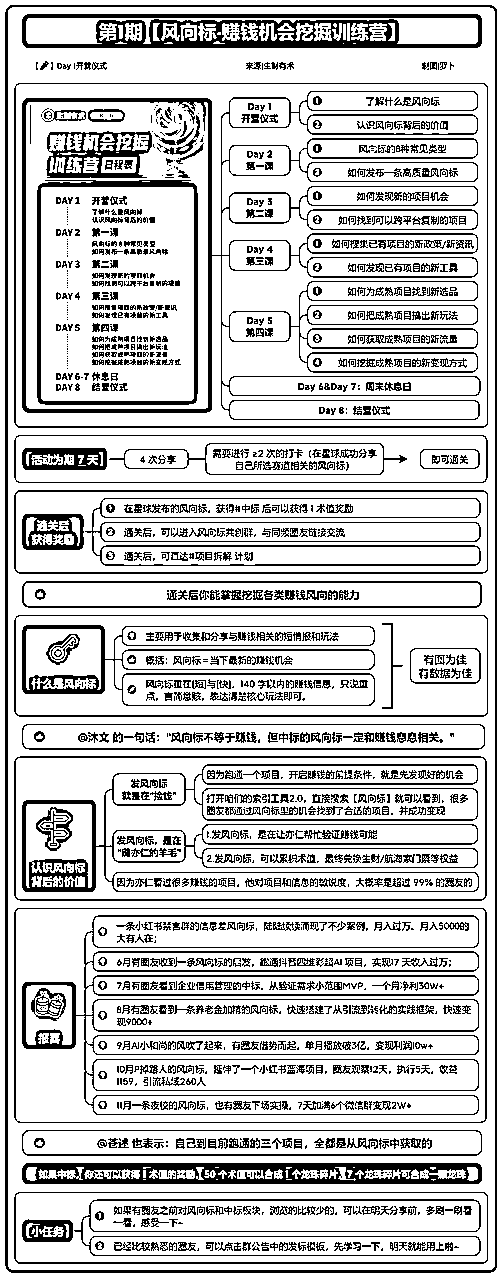 第1期【风向标-赚钱机会挖掘训练营】
Day 1开营仪式
来源|生财有术
制图|萝卜
赚钱机会挖掘
训练营 日程表
DAY 1 开营仪式
了解什么是风向标
认识风向标背后的价值
DAY 2 第一课
风向标的8种常见类型
如何发布一条高质量风向标
DAY 3 第二课
如何发现新的项目机会
如何找到可以跨平台复制的项目
DAY 4 第三课
如何搜集已有项目的新政策/新资讯
如何发现已有项目的新工具
DAY 5 第四课
如何为成熟项目找到新选品
如何把成熟项目搞出新玩法
如何获取成熟项目的新流量
如何挖掘成熟项目的新变现方式
DAY 6-7 休息日
DAY 8 结营仪式
Day 1
开营仪式
1 了解什么是风向标
2 认识风向标背后的价值
Day 2
第一课
1 风向标的8种常见类型
2 如何发布一条高质量风向标
Day 3
第二课
1 如何发现新的项目机会
2 如何找到可以跨平台复制的项目
Day 4
第三课
1 如何搜集已有项目的新政策/新资讯
2 如何发现已有项目的新工具
Day 5
第四课
1 如何为成熟项目找到新选品
2 如何把成熟项目搞出新玩法
3 如何获取成熟项目的新流量
4 如何挖掘成熟项目的新变现方式
Day 6&Day 7：周末休息日
Day 8：结营仪式
【活动为期 7 天】
4 次分享
需要进行 ≥2 次的打卡（在星球成功分享
自己所选赛道相关的风向标）
即可通关
通关后
获得奖励
1 在星球发布的风向标，获得#中标 后可以获得 1 术值奖励
2 通关后，可以进入风向标共创群，与同频圈友链接交流
3 通关后，可直达#项目拆解 计划
通关后你能掌握挖掘各类赚钱风向的能力
什么是风向标
主要用于收集和分享与赚钱相关的短情报和玩法
概括：风向标＝当下最新的赚钱机会
风向标重在[短]与[快]，140 字以内的赚钱信息，只说重
点，言简意赅，表达清楚核心玩法即可。
有图为佳
有数据为佳
@沐文 的一句话："风向标不等于赚钱，但中标的风向标一定和赚钱息息相关。"
认识风向标
背后的价值
发风向标
就是在"捡钱"
因为跑通一个项目，开启赚钱的前提条件，就是先发现好的机会
打开咱们的索引工具2.0，直接搜索【风向标】就可以看到，很多
圈友都通过风向标里的机会找到了合适的项目，并成功变现
发风向标，是在
"薅亦仁的羊毛"
1.发风向标，是在让亦仁帮忙验证赚钱可能
2.发风向标，可以积累术值，最终兑换生财/航海家门票等权益
因为亦仁看过很多赚钱的项目，他对项目和信息的敏锐度，大概率是超过 99% 的圈友的
一条小红书禁言群的信息差风向标，陆陆续续而现了不少案例，月入过万、月入5000的
大有人在；
6月有圈友收到一条风向标的启发，跑通抖音四维彩超AI 项目，实现17 天收入过万；
7月有圈友看到企业信用管理的中标，从验证需求小范围MVP，一个月净利30W+
8月有圈友看到一条养老金加精的风向标，快速搭建了从引流到转化的实践框架，快速变
现9000+
9月AI小和尚的风吹了起来，有圈友借势而起，单月播放破3亿，变现利润10w+
10月P掉路人的风向标，延伸了一个小红书蓝海项目，圈友观察12天，执行5天，收益
1159，引流私域260人
11月一条夜校的风向标，也有圈友下场实操，7天加满6个微信群变现2W+
@苍述 也表示：自己到目前跑通的三个项目，全都是从风向标中获取的
如果中标，你还可以获得 1 术值的奖励，50 个术值可以合成 1 个龙珠碎片，7 个龙珠碎片可合成一颗龙珠
【小任务】
1 如果有圈友之前对风向标和中标板块，浏览的比较少的，可以在明天分享前，多刷一刷看
一看，感受一下~
2 已经比较熟悉的圈友，可以点击群公告中的发标模板，先学习一下，明天就能用上啦~